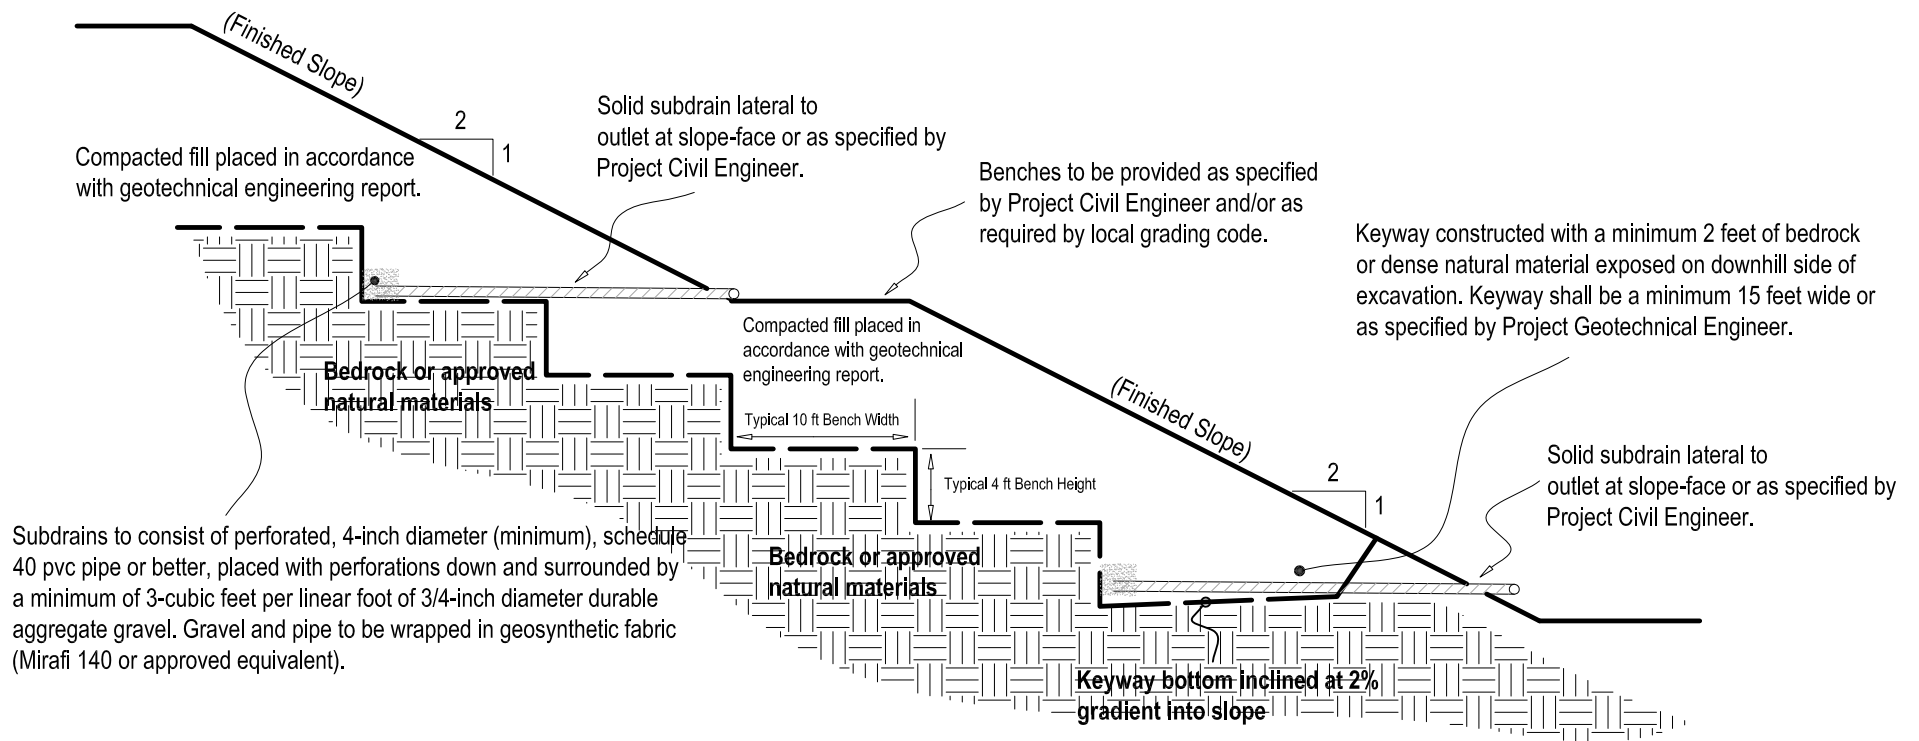 (Finished Slope)
2
1
Compacted fill placed in accordance
with geotechnical engineering report.
Solid subdrain lateral to
outlet at slope-face or as specified by
Project Civil Engineer.
Benches to be provided as specified
by Project Civil Engineer and/or as
required by local grading code.
Keyway constructed with a minimum 2 feet of bedrock
or dense natural material exposed on downhill side of
excavation. Keyway shall be a minimum 15 feet wide or
as specified by Project Geotechnical Engineer.
Compacted fill placed in
accordance with geotechnical
engineering report.
Bedrock or approved
natural materials
Typical 10 ft Bench Width
(Finished Slope)
2
1
Typical 4 ft Bench Height
Solid subdrain lateral to
outlet at slope-face or as specified by
Project Civil Engineer.
Subdrains to consist of perforated, 4-inch diameter (minimum), schedule
40 pvc pipe or better, placed with perforations down and surrounded by
a minimum of 3-cubic feet per linear foot of 3/4-inch diameter durable
aggregate gravel. Gravel and pipe to be wrapped in geosynthetic fabric
(Mirafi 140 or approved equivalent).
Bedrock or approved
natural materials
Keyway bottom inclined at 2%
gradient into slope